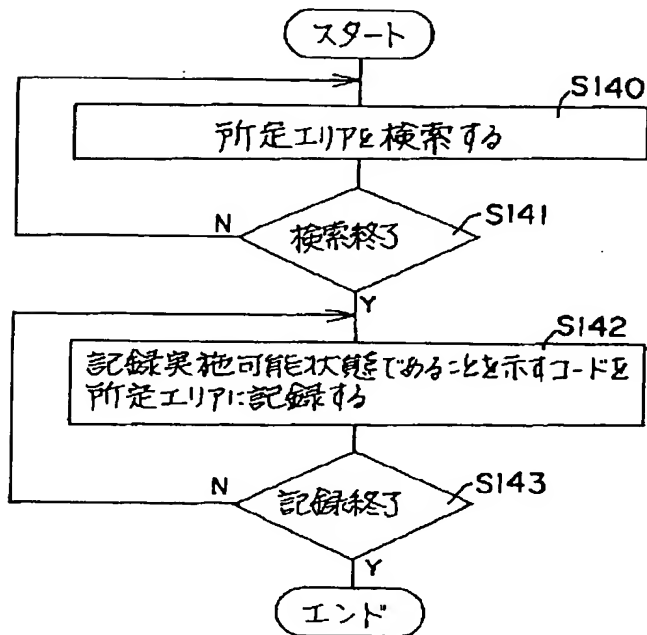 スタート
S140
所定エリアを検索する
N
検索終了
S141
Y
S142
記録実施可能状態であることを示すコードを
所定エリアに記録する
N
記録終了
S143
Y
エンド